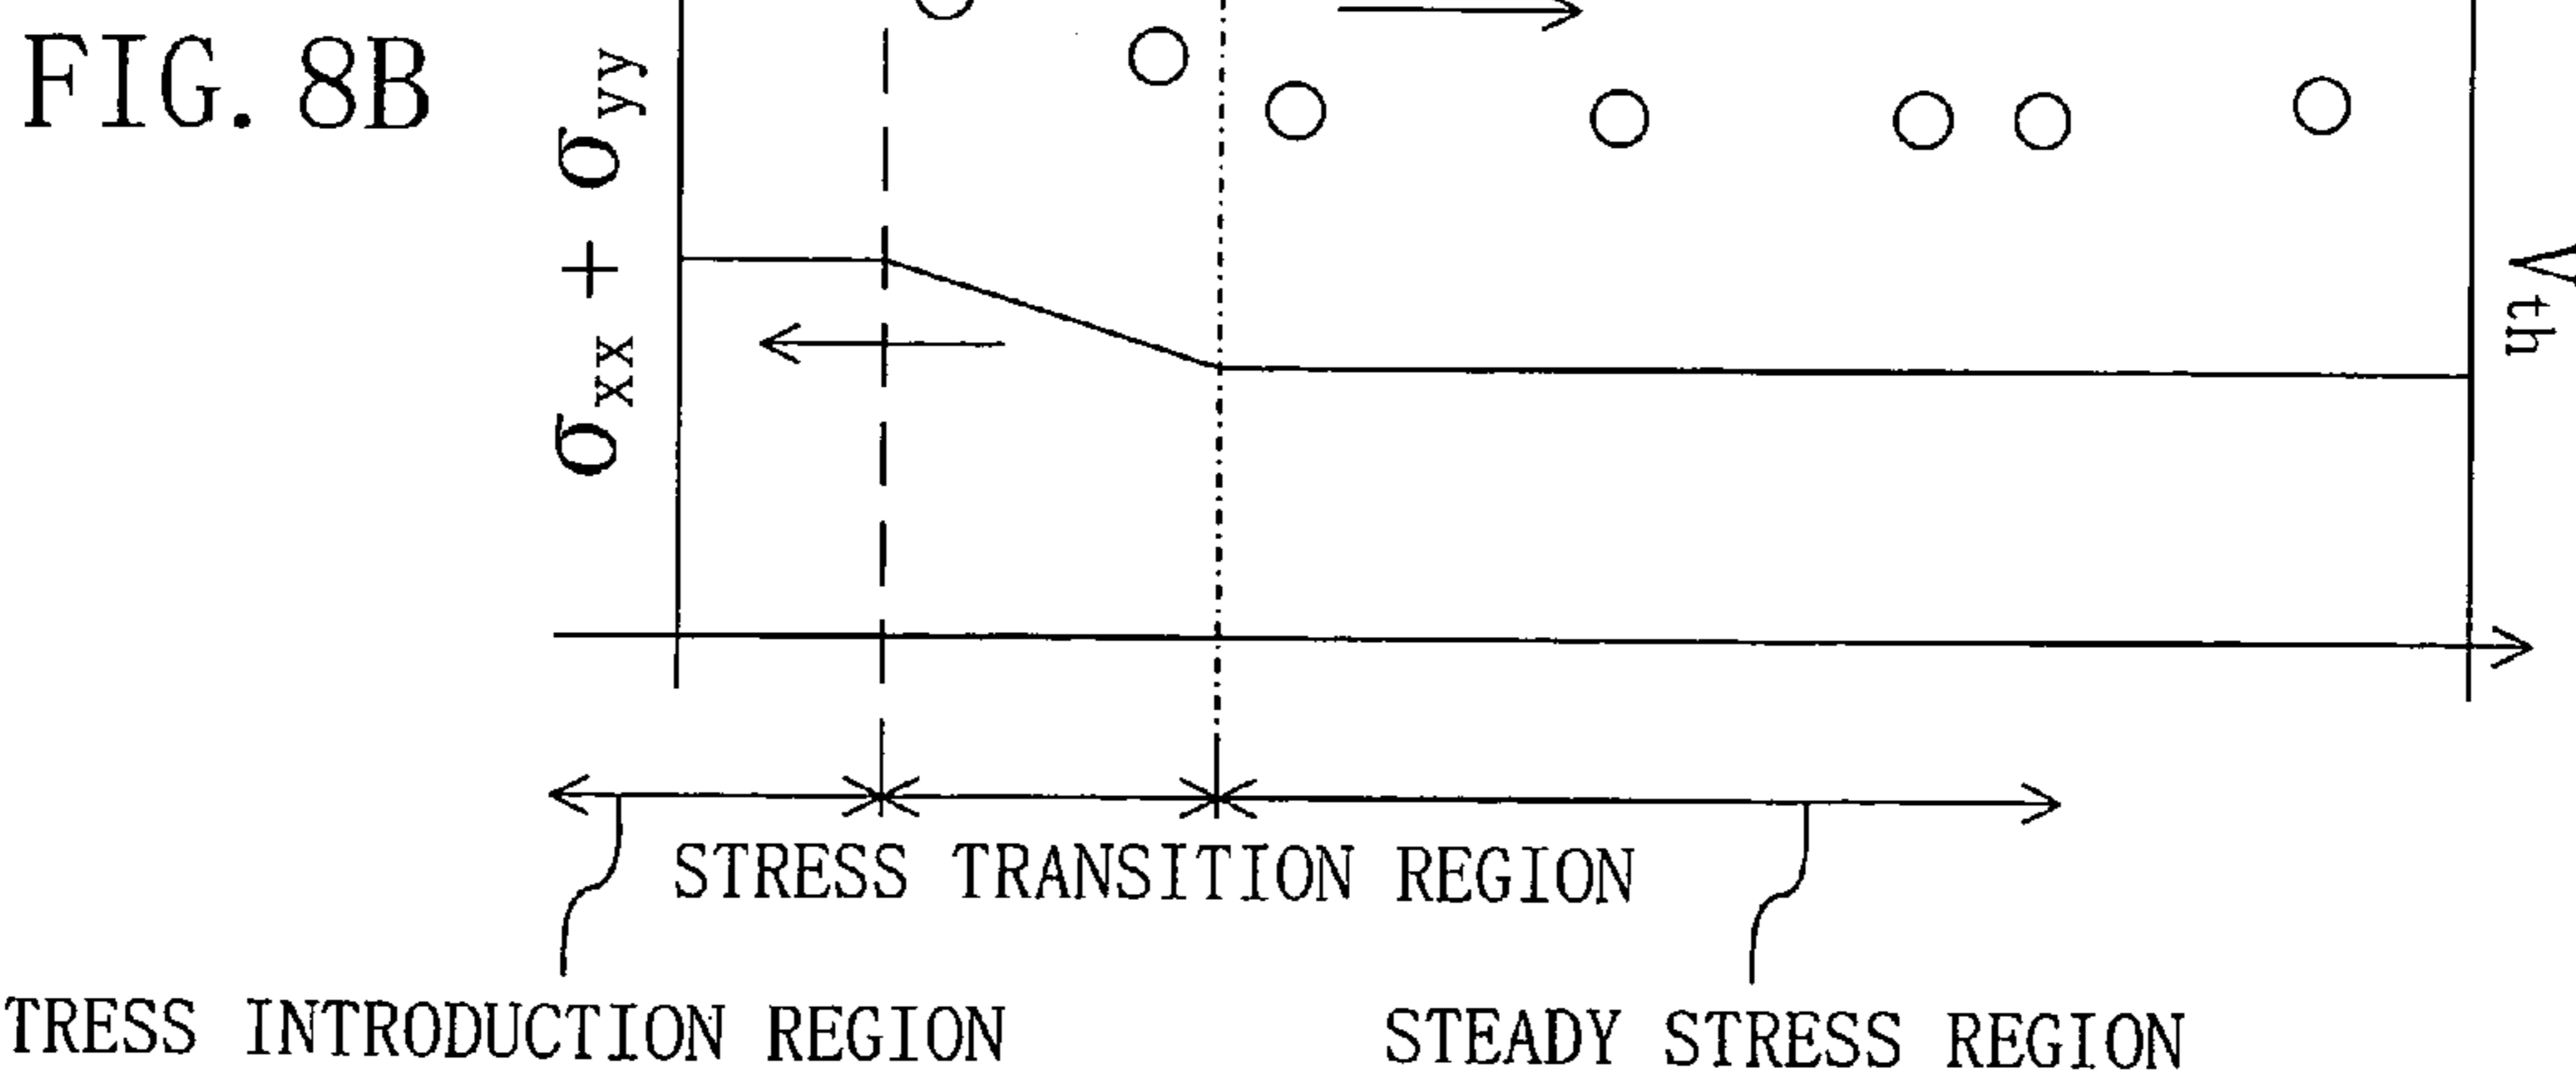 FIG. 8B
σxx + σyy
Vth
STRESS TRANSITION REGION
TRESS INTRODUCTION REGION
STEADY STRESS REGION